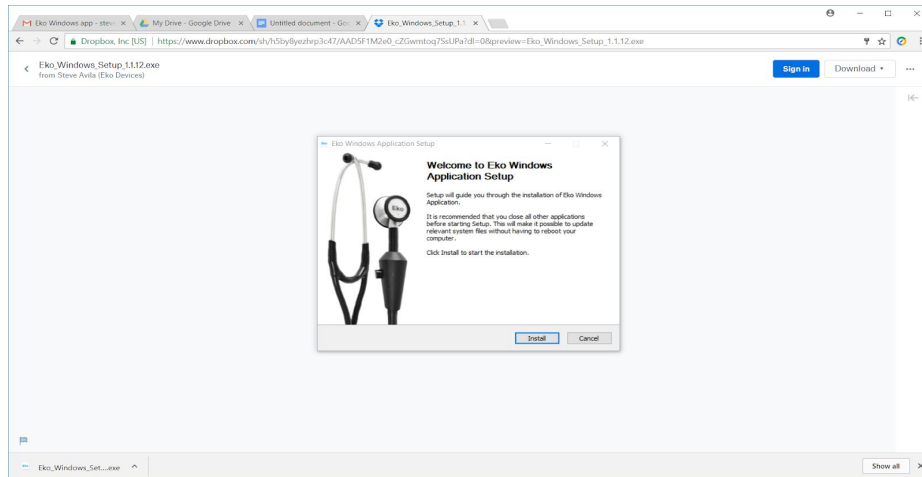 Eko Windows app - stev
My Drive - Google Drive
Untitled document - Goo
Eko_Windows_Setup_1.1.
Dropbox, Inc [US] | https://www.dropbox.com/sh/h5by8yezhrp3c47/AAD5F1M2e0_cZGwmtoq7SsUPa?dl=0&preview=Eko_Windows_Setup_1.1.12.exe
Eko_Windows_Setup_1.1.12.exe
from Steve Avila (Eko Devices)
Sign in
Download
Eko Windows Application Setup
Eko
Welcome to Eko Windows
Application Setup
Setup will guide you through the installation of Eko Windows
Application.
It is recommended that you close all other applications
before starting Setup. This will make it possible to update
relevant system files without having to reboot your
computer.
Click Install to start the installation.
Install
Cancel
Eko_Windows_Set....exe
Show all